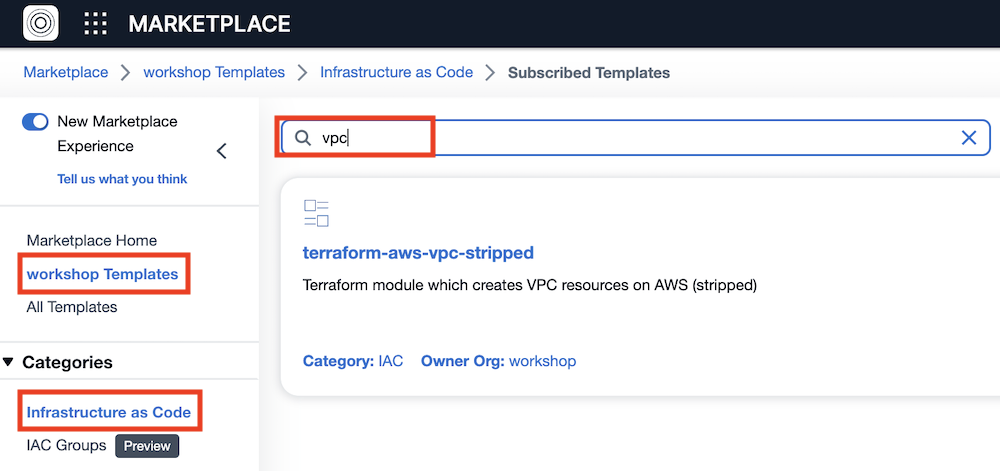 MARKETPLACE
Marketplace > workshop Templates > Infrastructure as Code > Subscribed Templates
New Marketplace
Experience
Tell us what you think
Marketplace Home
workshop Templates
All Templates
Categories
Infrastructure as Code
IAC Groups Preview
vpc
terraform-aws-vpc-stripped
Terraform module which creates VPC resources on AWS (stripped)
Category: IAC Owner Org: workshop